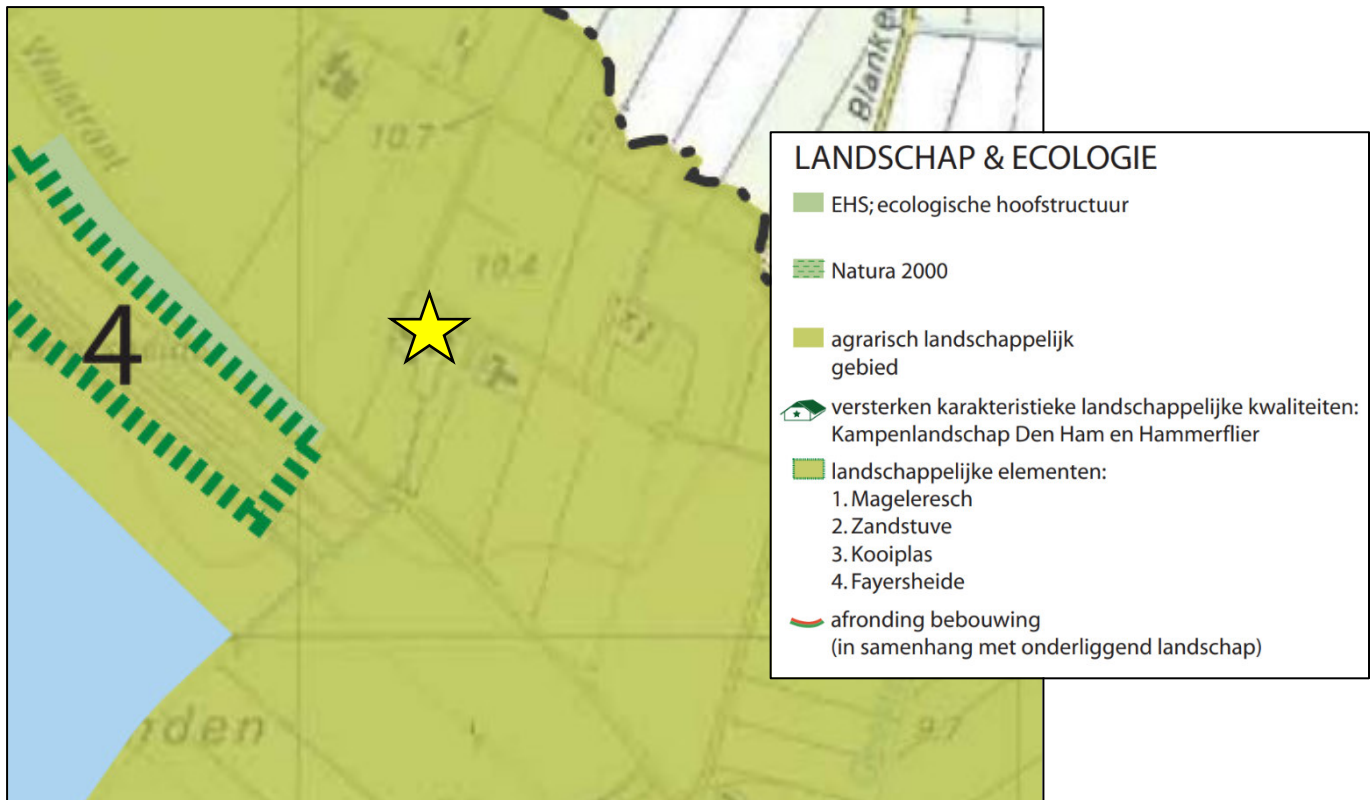 Walstraat
Blanke
10.7
10.4
4
nden
9.7
LANDSCHAP & ECOLOGIE
EHS; ecologische hoofstructuur
Natura 2000
agrarisch landschappelijk
gebied
versterken karakteristieke landschappelijke kwaliteiten:
Kampenlandschap Den Ham en Hammerflier
landschappelijke elementen:
1. Mageleresch
2. Zandstuve
3. Kooiplas
4. Fayersheide
afronding bebouwing
(in samenhang met onderliggend landschap)